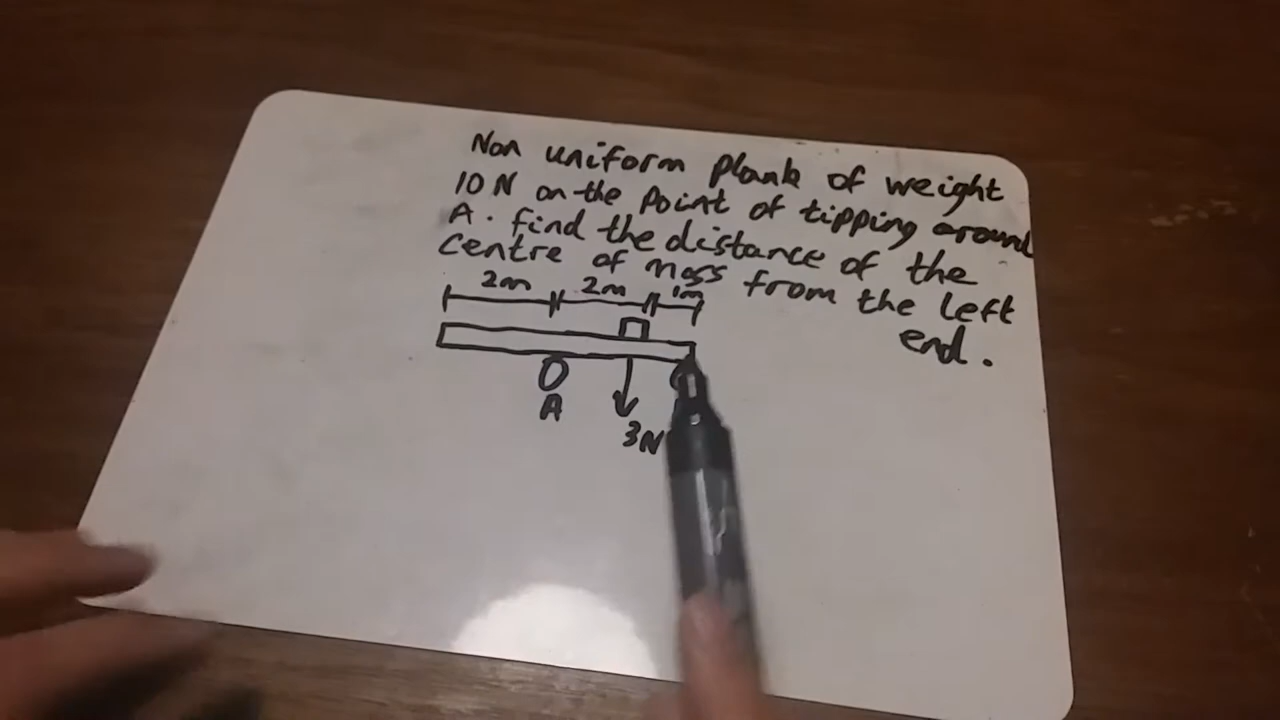 Non uniform plank of weight
10 N on the point of tipping around
A. find the distance of the
centre of mass from the left
end.
2m 2m 1m
A
3N